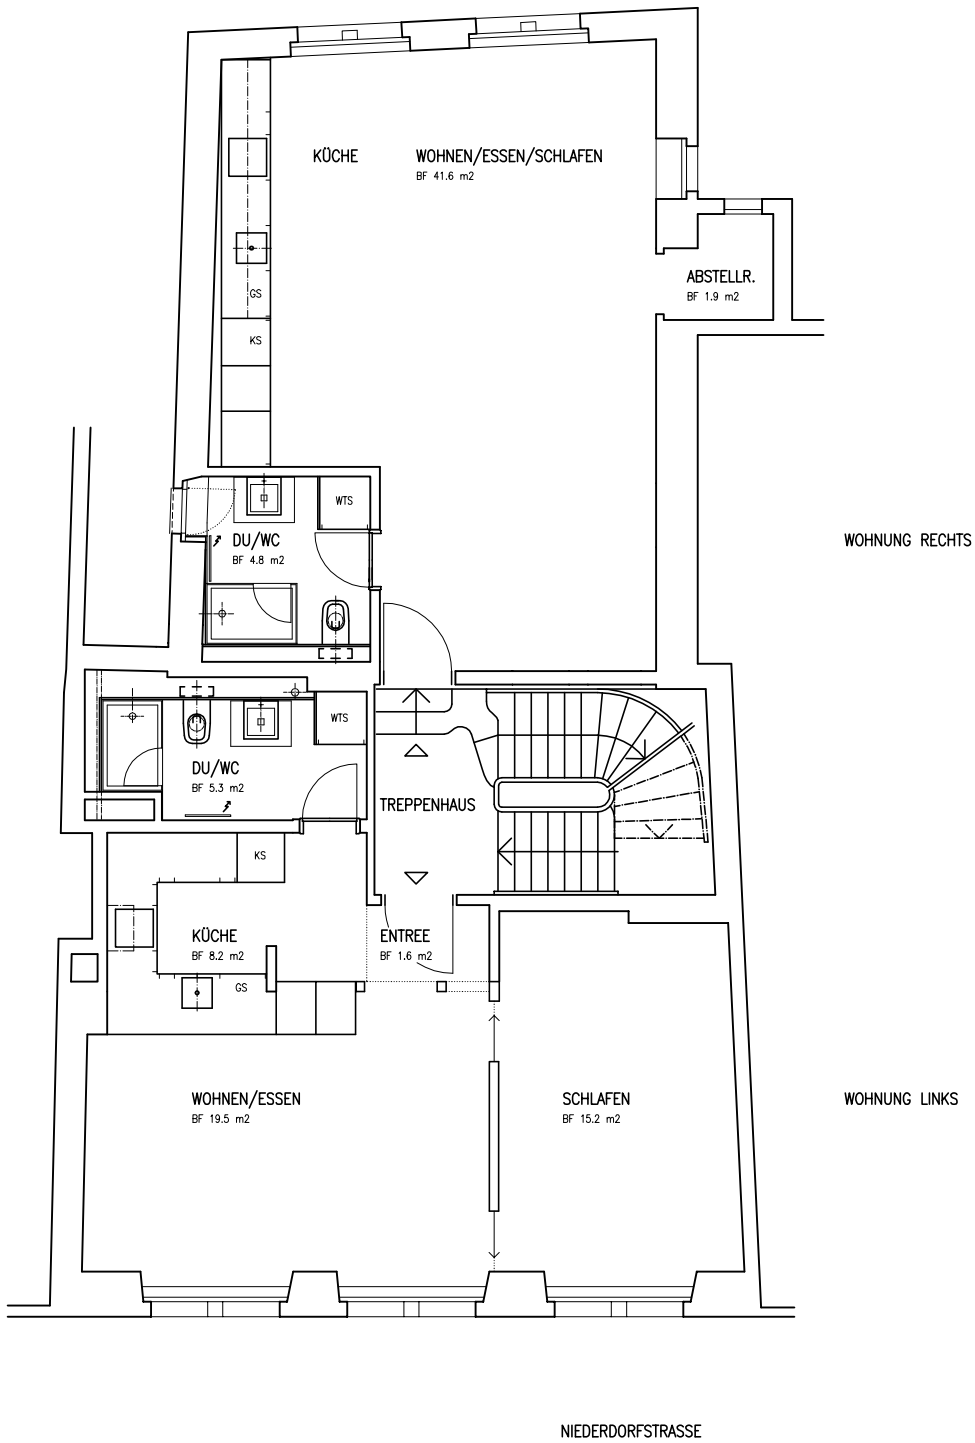 KÜCHE
WOHNEN/ESSEN/SCHLAFEN
BF 41.6 m2
ABSTELLR.
BF 1.9 m2
GS
KS
WTS
DU/WC
BF 4.8 m2
WOHNUNG RECHTS
WTS
DU/WC
BF 5.3 m2
TREPPENHAUS
KS
KÜCHE
BF 8.2 m2
ENTREE
BF 1.6 m2
GS
WOHNEN/ESSEN
BF 19.5 m2
SCHLAFEN
BF 15.2 m2
WOHNUNG LINKS
NIEDERDORFSTRASSE